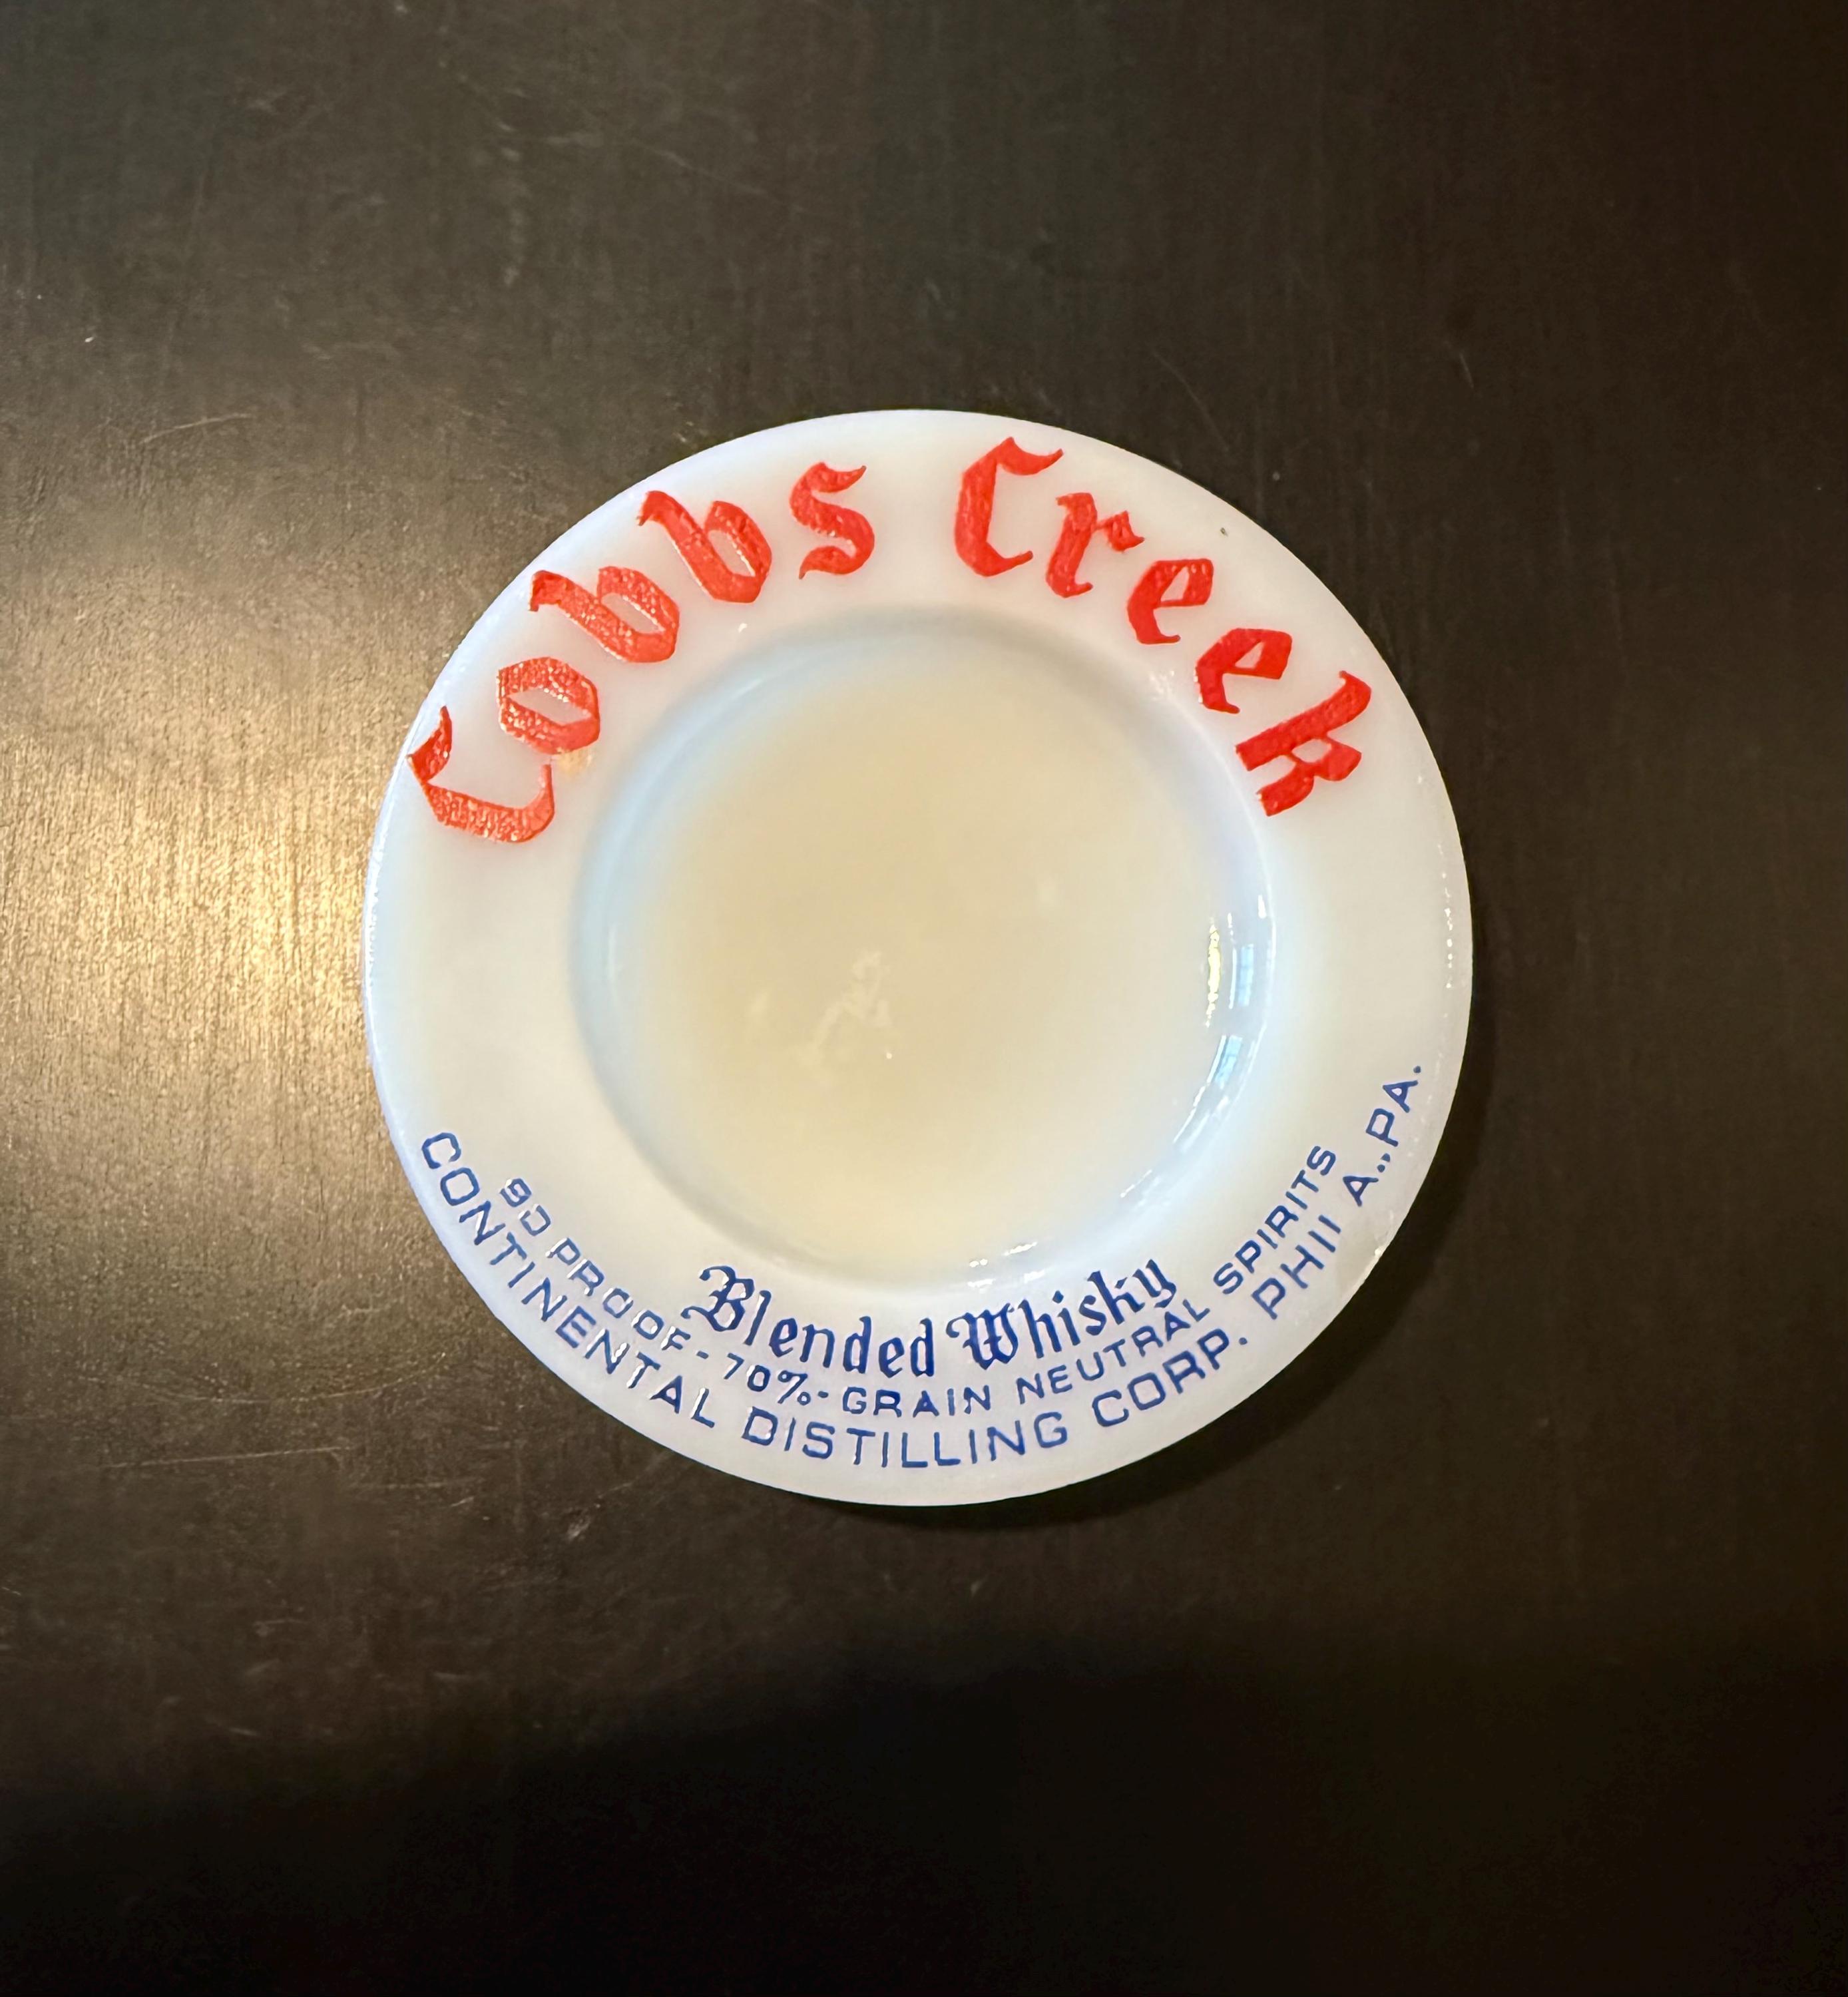 Cobbs Creek
Blended Whisky
90 PROOF - 70% - GRAIN NEUTRAL SPIRITS
CONTINENTAL DISTILLING CORP. PHILA.,PA.